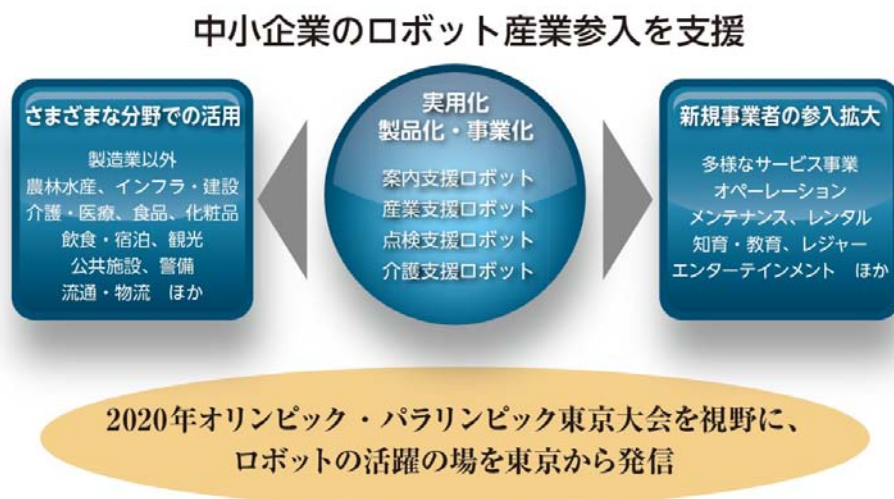 中小企業のロボット産業参入を支援
さまざまな分野での活用
製造業以外
農林水産、インフラ・建設
介護・医療、食品、化粧品
飲食・宿泊、観光
公共施設、警備
流通・物流　ほか
実用化
製品化・事業化
案内支援ロボット
産業支援ロボット
点検支援ロボット
介護支援ロボット
新規事業者の参入拡大
多様なサービス事業
オペレーション
メンテナンス、レンタル
知育・教育、レジャー
エンターテインメント　ほか
2020年オリンピック・パラリンピック東京大会を視野に、
ロボットの活躍の場を東京から発信